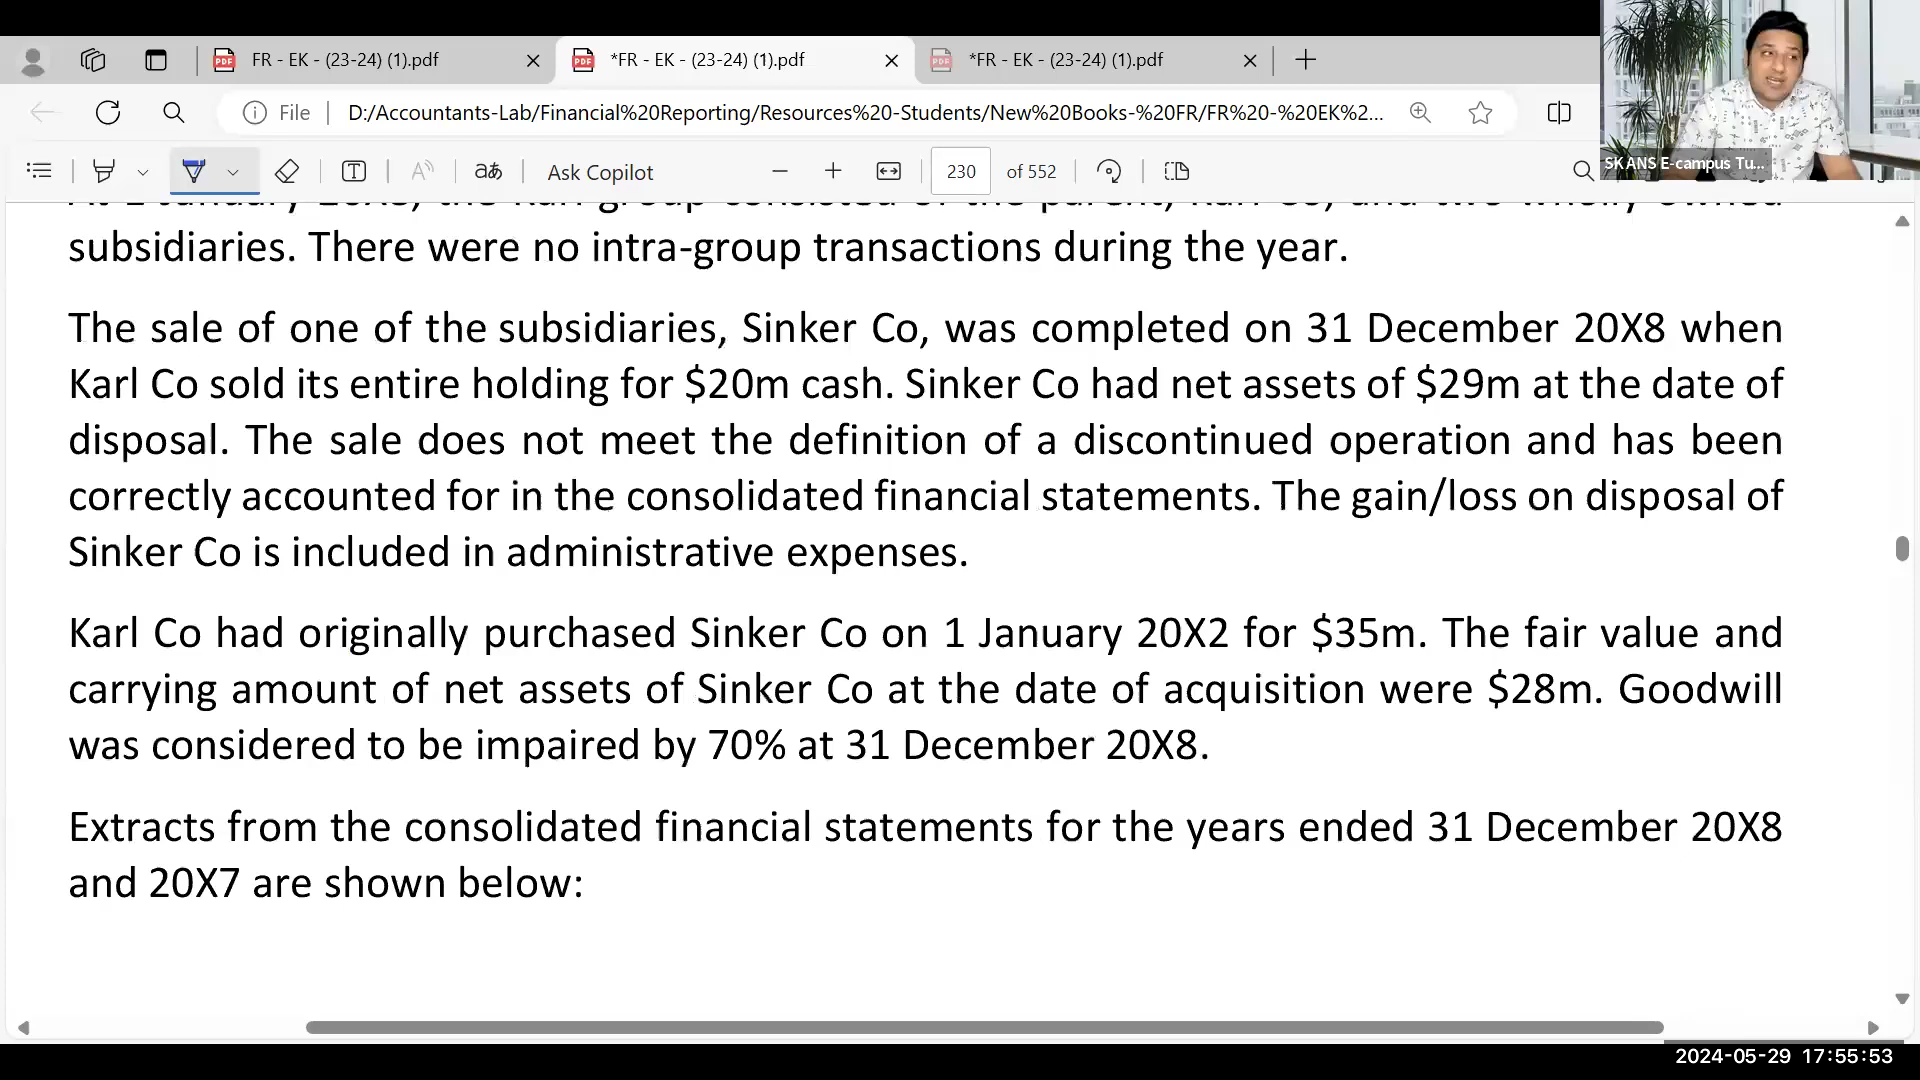 FR - EK - (23-24) (1).pdf
*FR - EK - (23-24) (1).pdf
*FR - EK - (23-24) (1).pdf
File
D:/Accountants-Lab/Financial%20Reporting/Resources%20-Students/New%20Books-%20FR/FR%20-%20EK%2...
Ask Copilot
230
of 552
SKANS E-campus Tu...
subsidiaries. There were no intra-group transactions during the year.
The sale of one of the subsidiaries, Sinker Co, was completed on 31 December 20X8 when
Karl Co sold its entire holding for $20m cash. Sinker Co had net assets of $29m at the date of
disposal. The sale does not meet the definition of a discontinued operation and has been
correctly accounted for in the consolidated financial statements. The gain/loss on disposal of
Sinker Co is included in administrative expenses.
Karl Co had originally purchased Sinker Co on 1 January 20X2 for $35m. The fair value and
carrying amount of net assets of Sinker Co at the date of acquisition were $28m. Goodwill
was considered to be impaired by 70% at 31 December 20X8.
Extracts from the consolidated financial statements for the years ended 31 December 20X8
and 20X7 are shown below:
2024-05-29 17:55:53